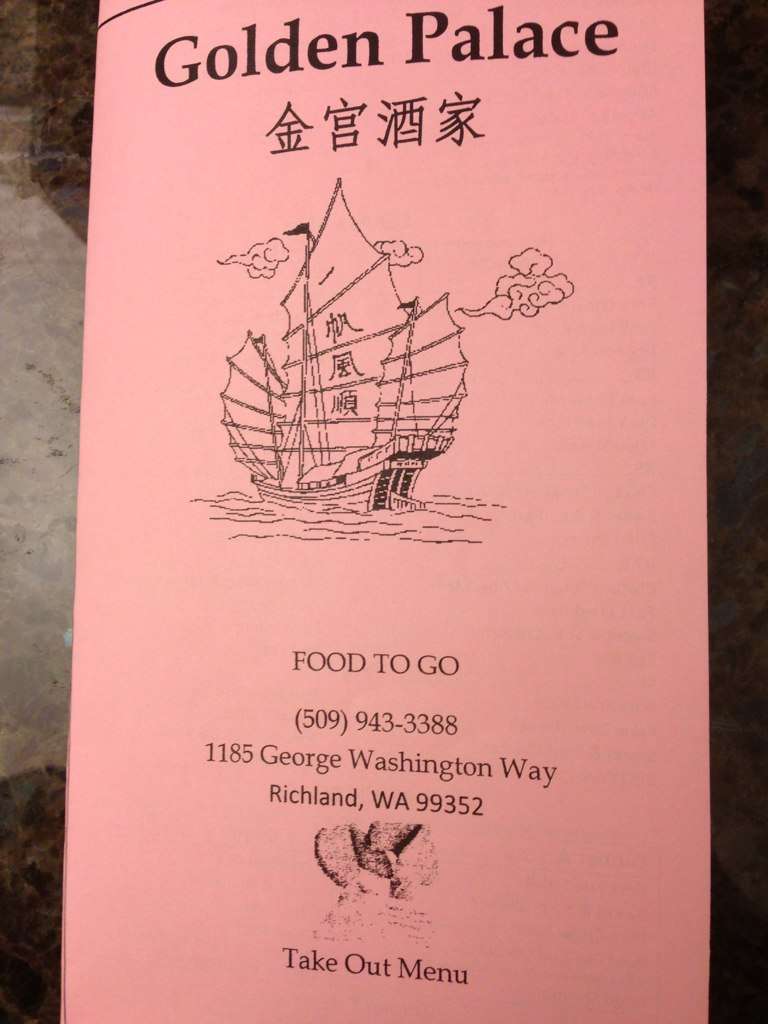 Golden Palace
金宫酒家
帆
風
順
FOOD TO GO
(509) 943-3388
1185 George Washington Way
Richland, WA 99352
Take Out Menu